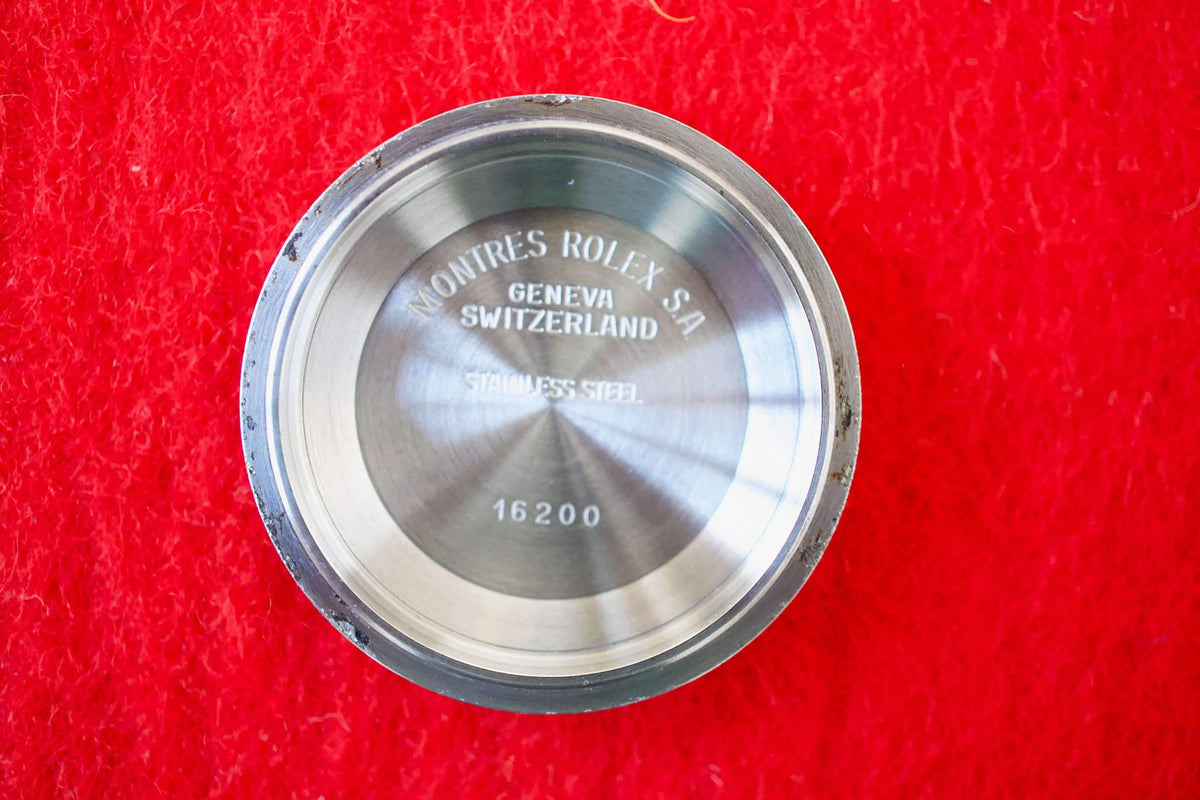 MONTRES ROLEX S.A
GENEVA
SWITZERLAND
STAINLESS STEEL
16200